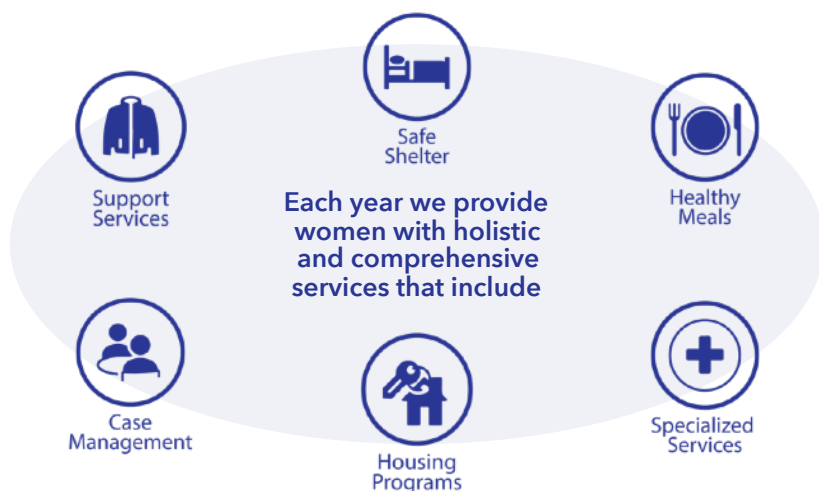 Safe
Shelter
Support
Services
Healthy
Meals
Each year we provide
women with holistic
and comprehensive
services that include
Case
Management
Housing
Programs
Specialized
Services